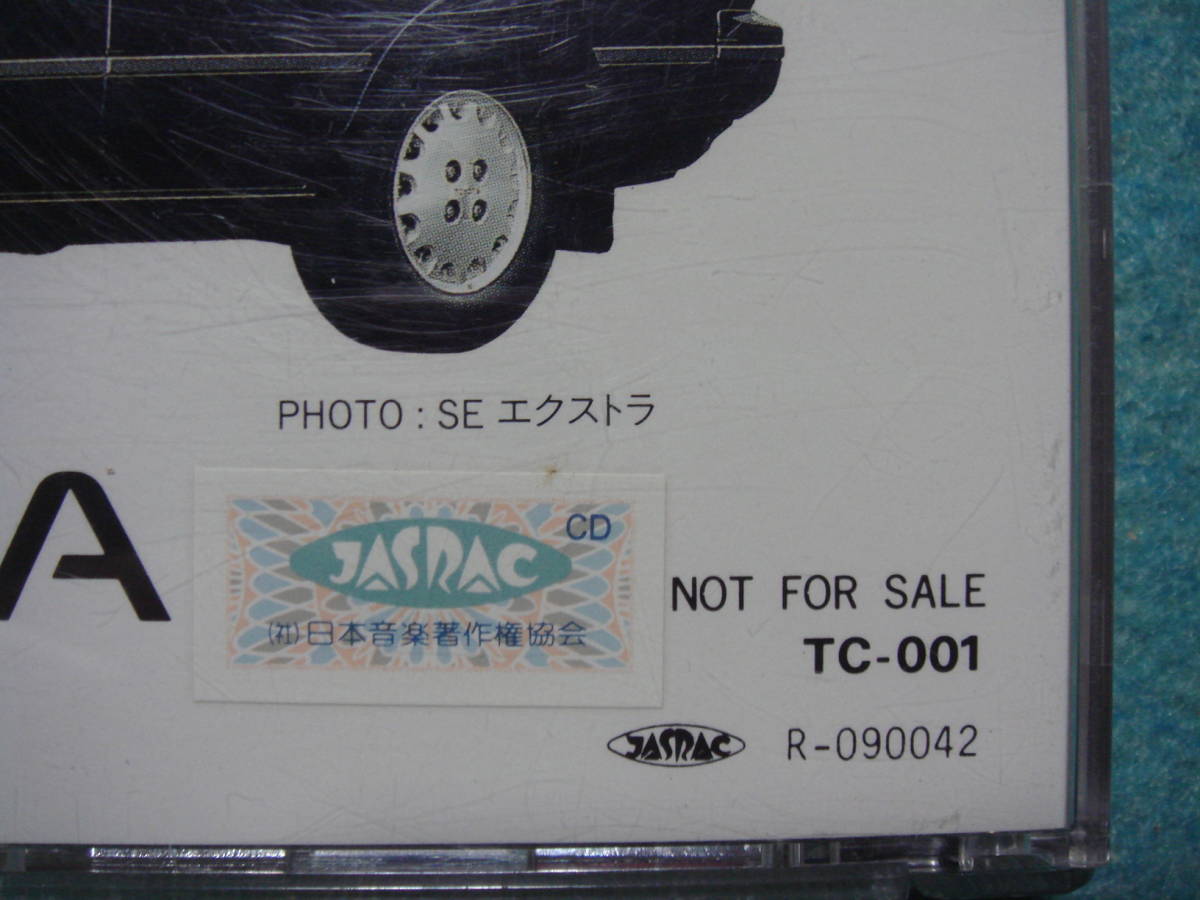 PHOTO : SE エクストラ
A
CD
JASRAC
(社)日本音楽著作権協会
NOT FOR SALE
TC-001
JASRAC R-090042